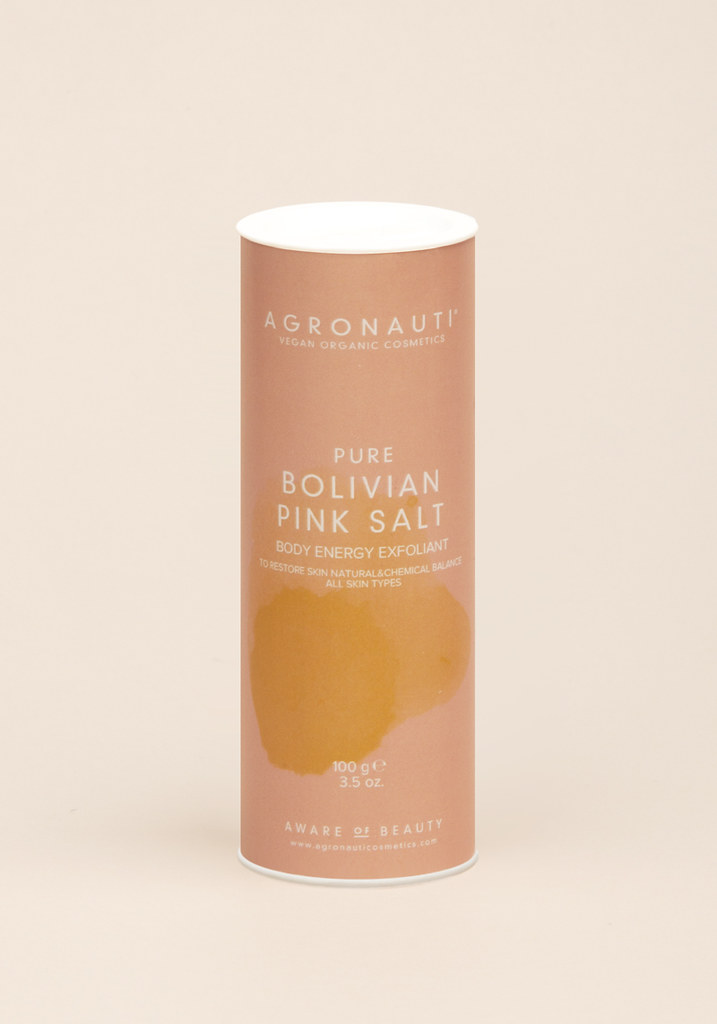 AGRONAUTI®
VEGAN ORGANIC COSMETICS
PURE
BOLIVIAN
PINK SALT
BODY ENERGY EXFOLIANT
TO RESTORE SKIN NATURAL&CHEMICAL BALANCE
ALL SKIN TYPES
100 g ℮
3.5 oz.
AWARE OF BEAUTY
www.agronauticosmetics.com